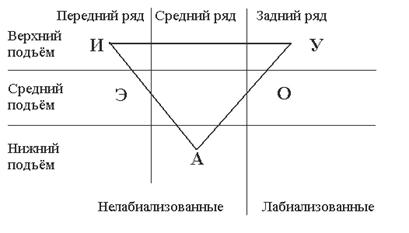 Передний ряд Средний ряд Задний ряд
Верхний
подъём
И У
Средний
подъём
Э О
Нижний
подъём
А
Нелабиализованные Лабиализованные